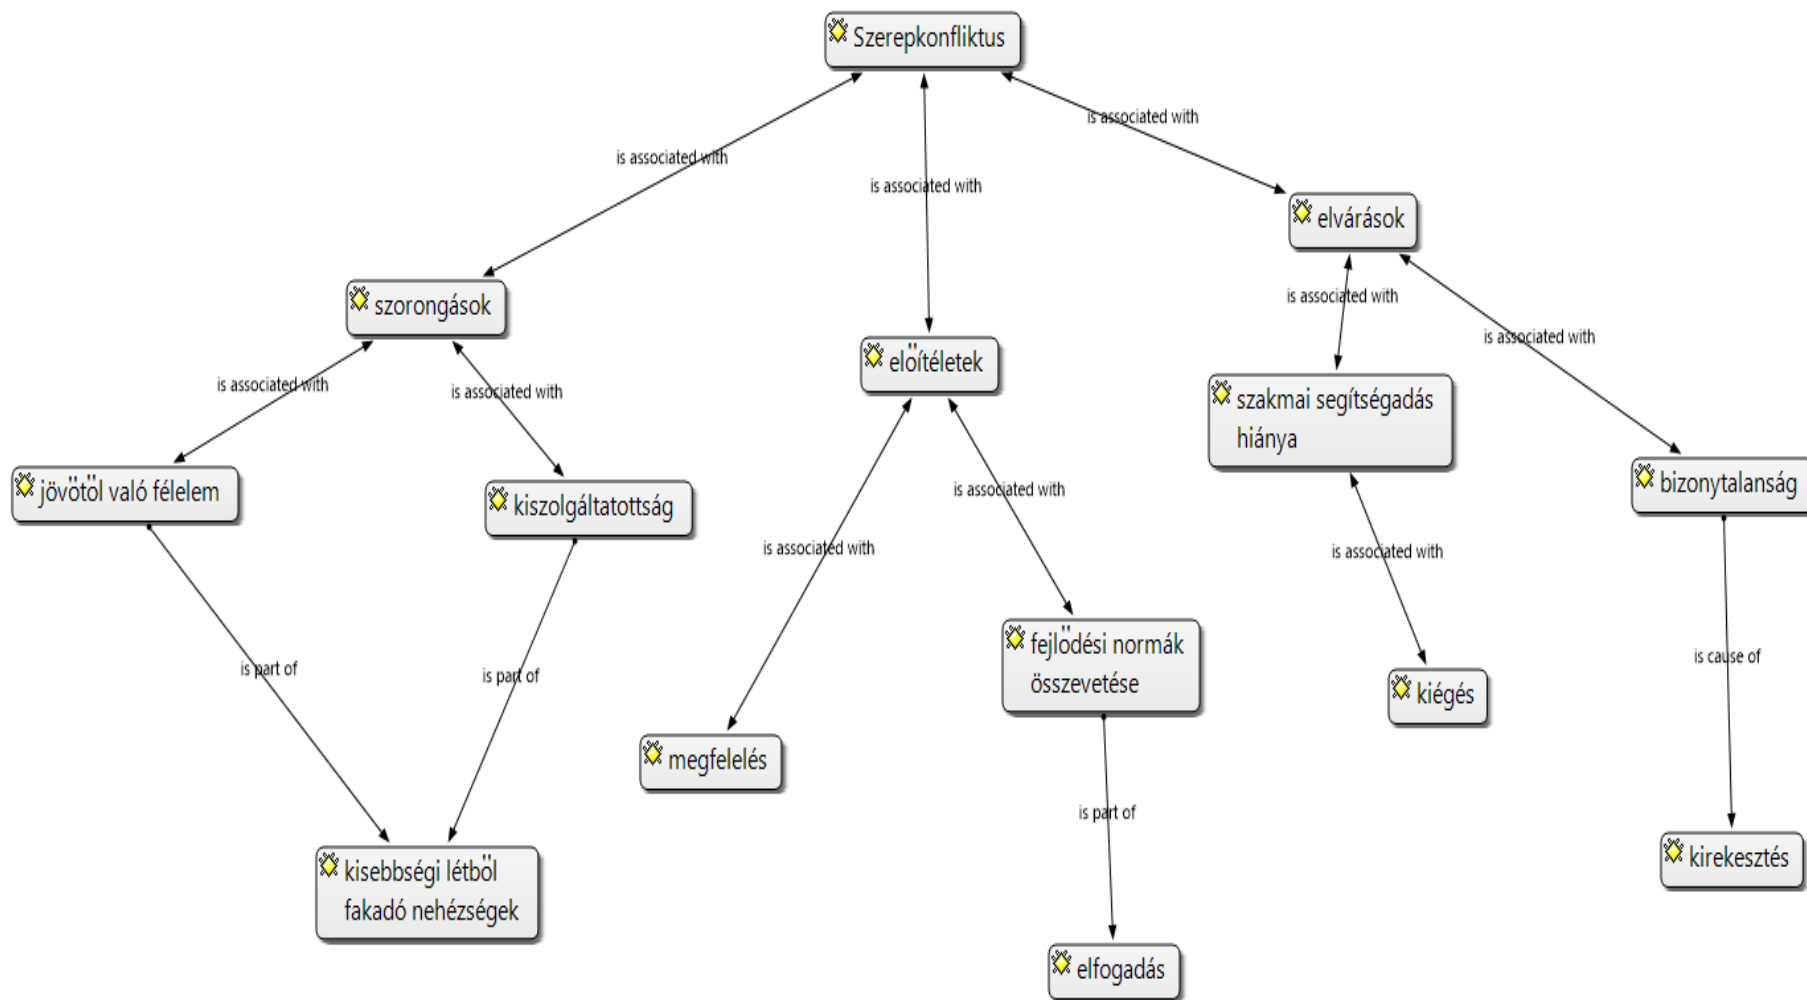 Szerepkonfliktus
is associated with
is associated with
is associated with
elvárások
szorongások
is associated with
is associated with
előítéletek
is associated with
is associated with
szakmai segítségadás
hiánya
jövőtől való félelem
kiszolgáltatottság
is associated with
bizonytalanság
is associated with
is associated with
fejlődési normák
összevetése
is part of
is part of
is cause of
kiégés
megfelelés
is part of
kisebbségi létből
fakadó nehézségek
kirekesztés
elfogadás